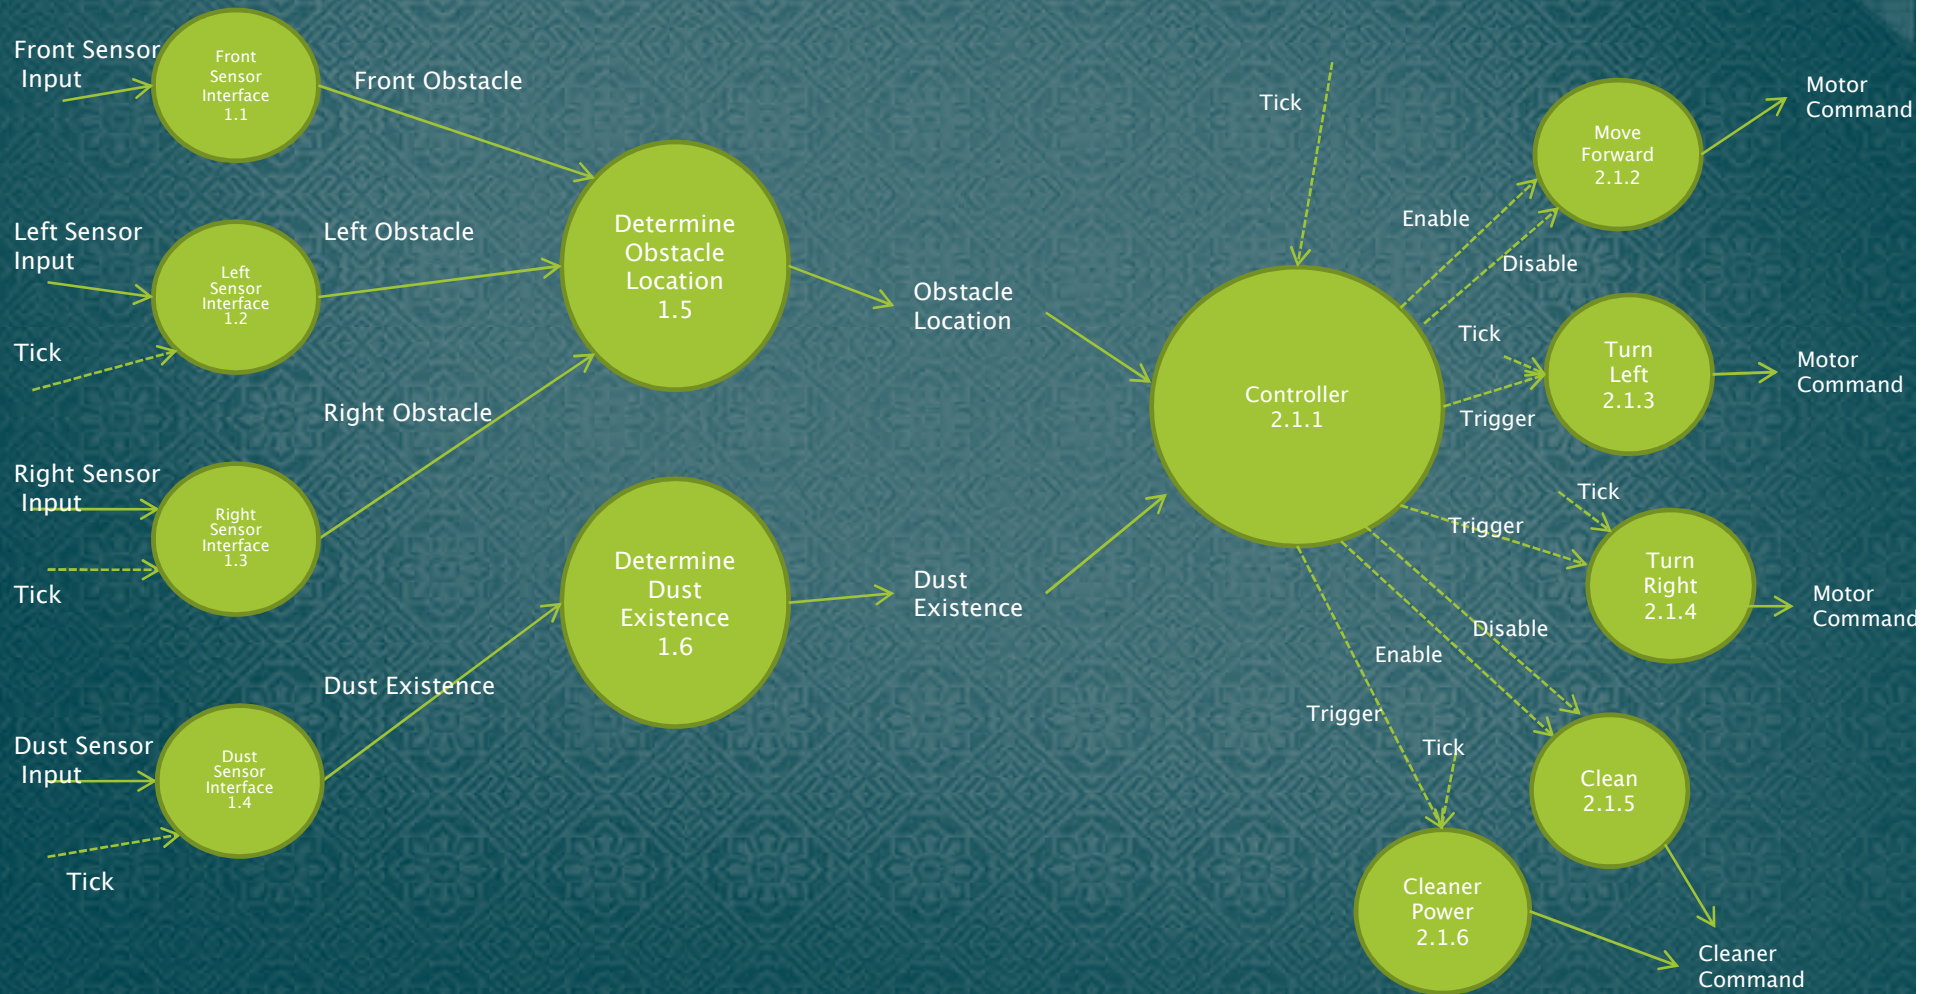 Front Sensor
Input
Front
Sensor
Interface
1.1
Front Obstacle
Left Sensor
Input
Left
Sensor
Interface
1.2
Left Obstacle
Tick
Right Sensor
Input
Right
Sensor
Interface
1.3
Right Obstacle
Tick
Dust Sensor
Input
Dust
Sensor
Interface
1.4
Dust Existence
Tick
Determine
Obstacle
Location
1.5
Determine
Dust
Existence
1.6
Obstacle
Location
Dust
Existence
Tick
Controller
2.1.1
Enable
Disable
Move
Forward
2.1.2
Motor
Command
Tick
Trigger
Turn
Left
2.1.3
Motor
Command
Tick
Trigger
Turn
Right
2.1.4
Motor
Command
Disable
Enable
Clean
2.1.5
Trigger
Tick
Cleaner
Power
2.1.6
Cleaner
Command